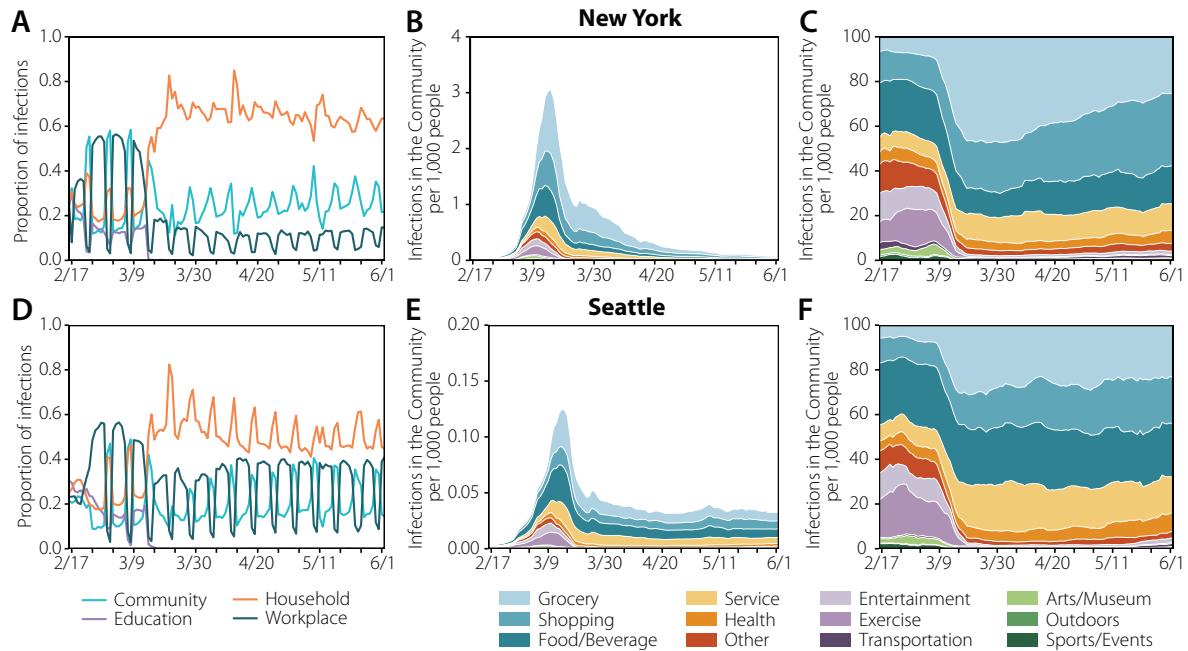 New York
A
B
C
Proportion of infections
1.0
0.8
0.6
0.4
0.2
0.0
2/17
3/9
3/30
4/20
5/11
6/1
Infections in the Community
per 1,000 people
4
3
2
1
0
2/17
3/9
3/30
4/20
5/11
6/1
Infections in the Community
per 1,000 people
100
80
60
40
20
0
2/17
3/9
3/30
4/20
5/11
6/1
Seattle
D
E
F
Proportion of infections
1.0
0.8
0.6
0.4
0.2
0.0
2/17
3/9
3/30
4/20
5/11
6/1
Infections in the Community
per 1,000 people
0.20
0.15
0.10
0.05
0.00
2/17
3/9
3/30
4/20
5/11
6/1
Infections in the Community
per 1,000 people
100
80
60
40
20
0
2/17
3/9
3/30
4/20
5/11
6/1
Community
Education
Household
Workplace
Grocery
Shopping
Food/Beverage
Service
Health
Other
Entertainment
Exercise
Transportation
Arts/Museum
Outdoors
Sports/Events